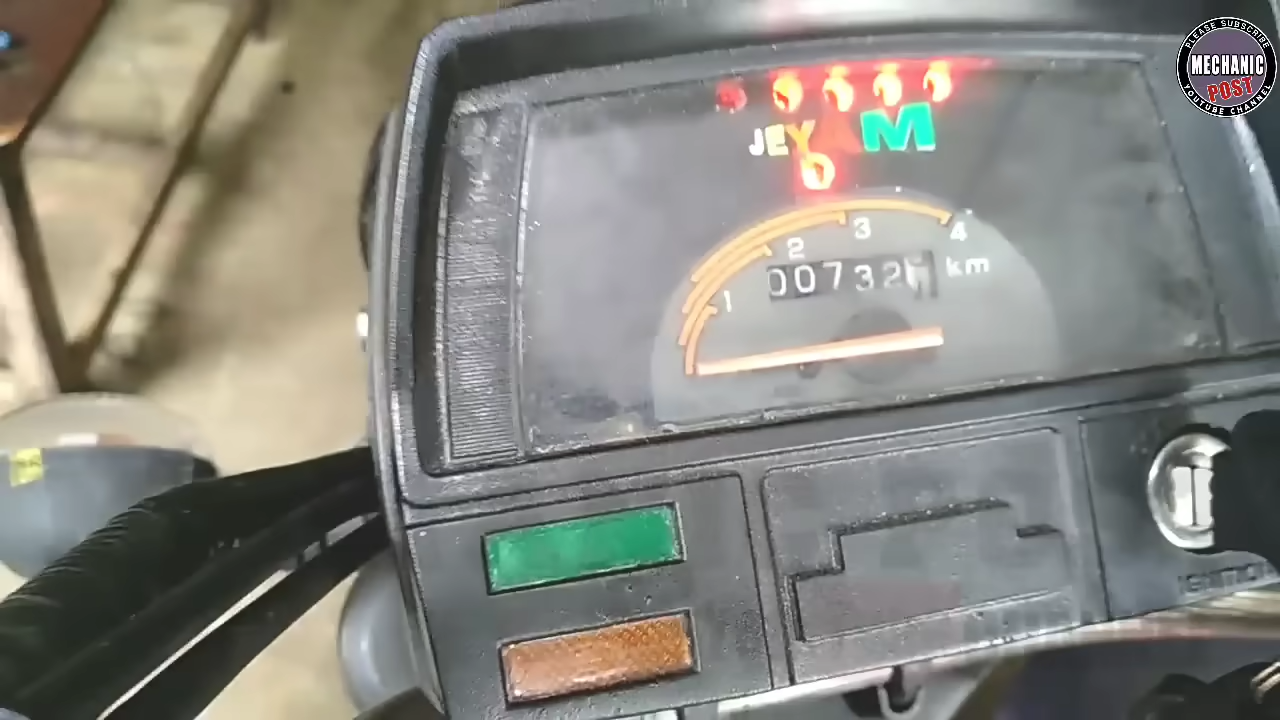 PLEASE SUBSCRIBE
MECHANIC
POST
YOUTUBE CHANNEL
JEYAM
1
2
3
4
00732
km